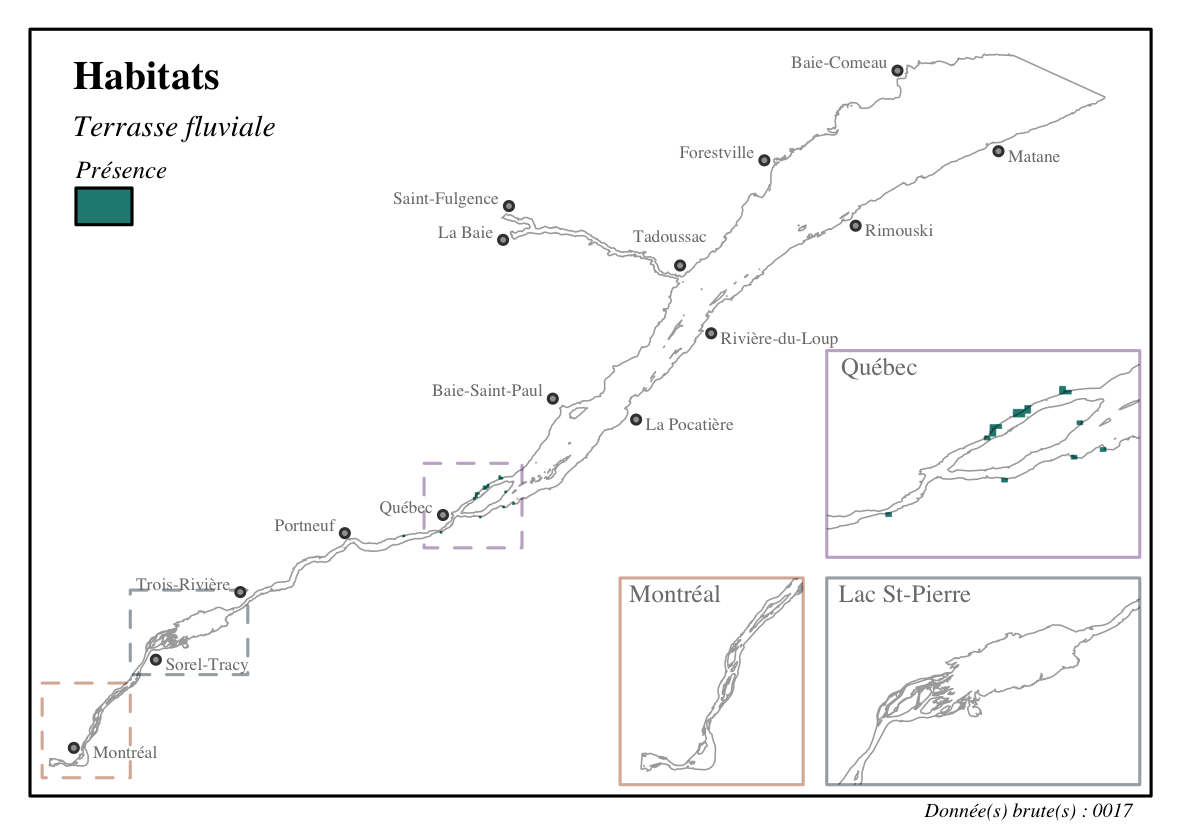 Habitats
Terrasse fluviale
Présence
Baie-Comeau
Forestville
Matane
Saint-Fulgence
La Baie
Tadoussac
Rimouski
Rivière-du-Loup
Baie-Saint-Paul
La Pocatière
Québec
Portneuf
Trois-Rivière
Sorel-Tracy
Montréal
Québec
Montréal
Lac St-Pierre
Donnée(s) brute(s) : 0017